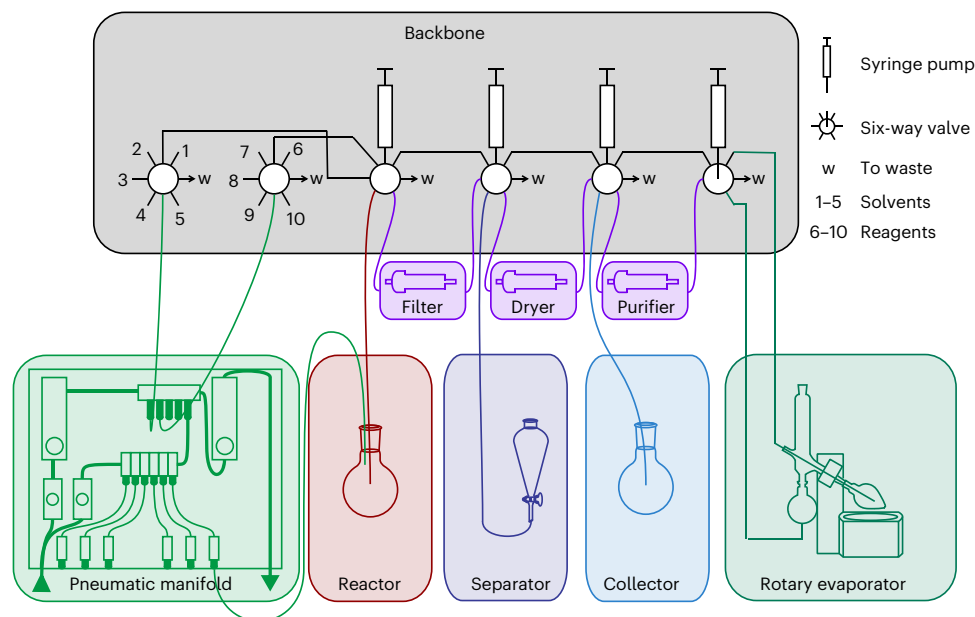 Backbone
Syringe pump
Six-way valve
w To waste
1–5 Solvents
6–10 Reagents
2 1
3 w
4 5
7 6
8 w
9 10
w
w
w
w
Filter
Dryer
Purifier
Pneumatic manifold
Reactor
Separator
Collector
Rotary evaporator